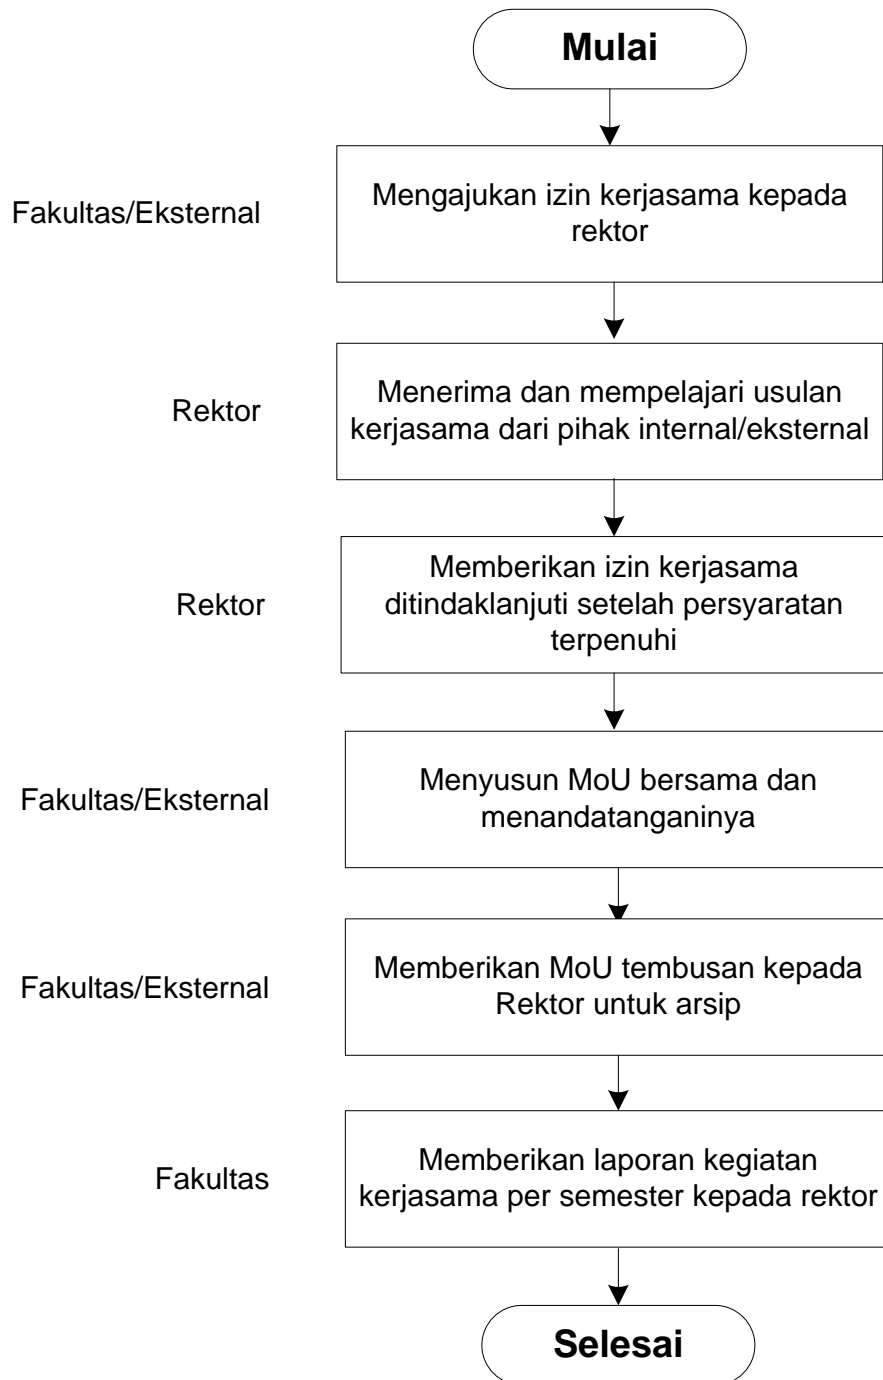 Mulai
Fakultas/Eksternal
Mengajukan izin kerjasama kepada
rektor
Rektor
Menerima dan mempelajari usulan
kerjasama dari pihak internal/eksternal
Rektor
Memberikan izin kerjasama
ditindaklanjuti setelah persyaratan
terpenuhi
Fakultas/Eksternal
Menyusun MoU bersama dan
menandatanganinya
Fakultas/Eksternal
Memberikan MoU tembusan kepada
Rektor untuk arsip
Fakultas
Memberikan laporan kegiatan
kerjasama per semester kepada rektor
Selesai